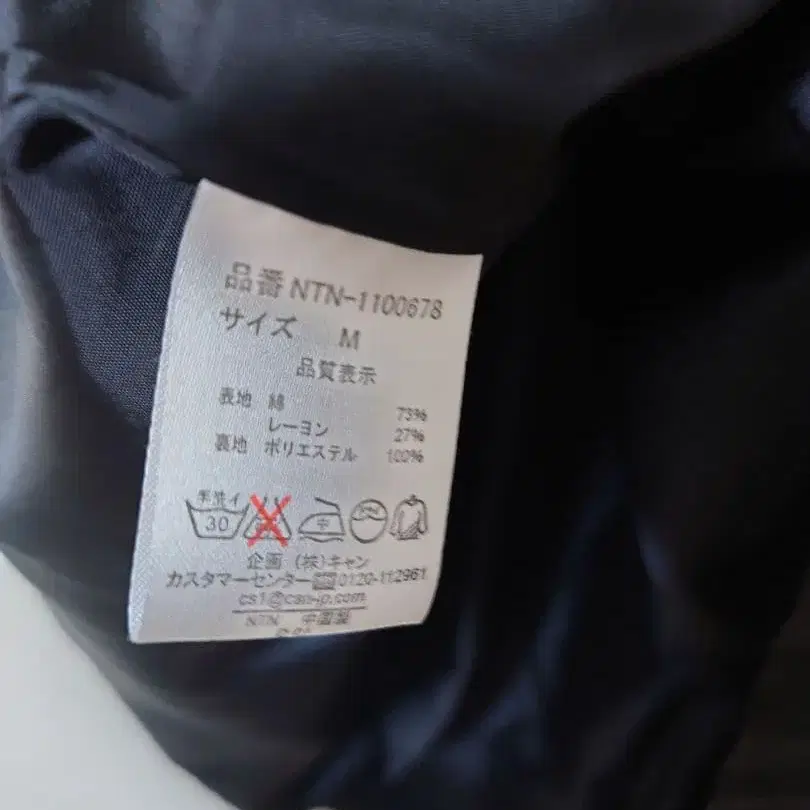 品番 NTN-1100678
サイズ M
品質表示
表地 綿 73%
レーヨン 27%
裏地 ポリエステル 100%
手洗イ
30
中
企画 (株)キャン
カスタマーセンター 0120-112961
cs1@can-jp.com
NTN 中国製